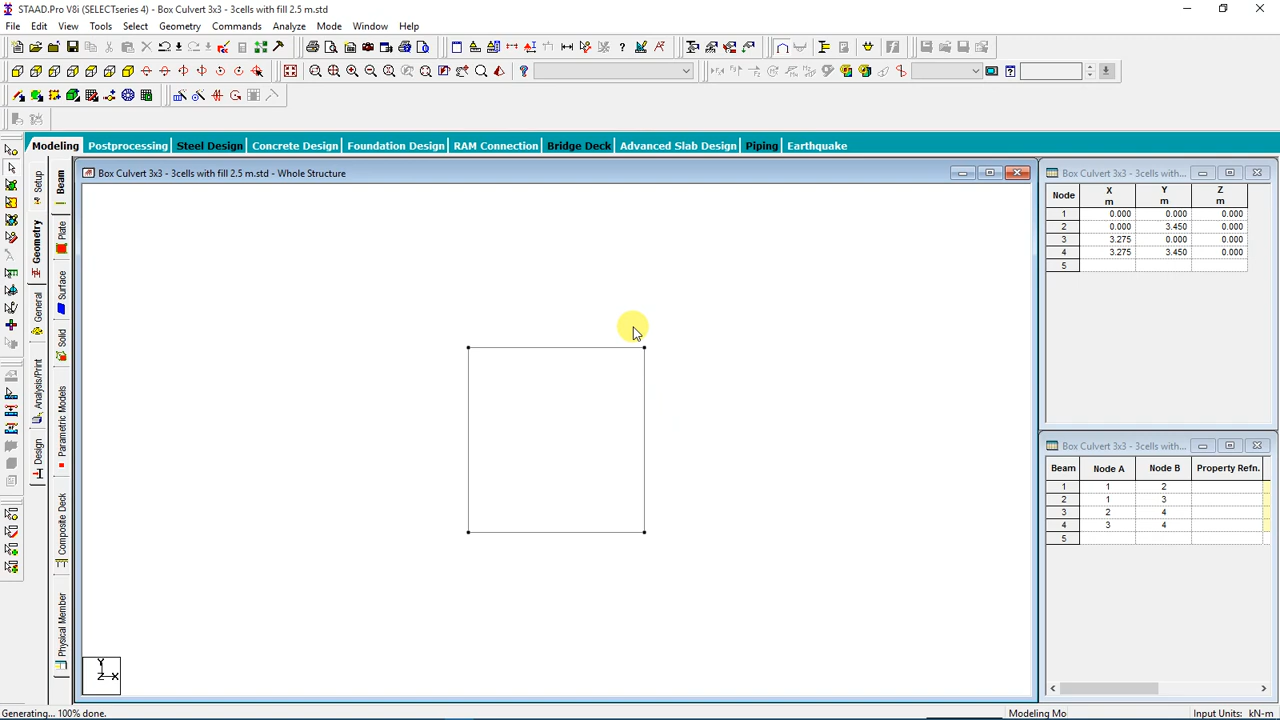 STAAD.Pro V8i (SELECTseries 4) - Box Culvert 3x3 - 3cells with fill 2.5 m.std
File Edit View Tools Select Geometry Commands Analyze Mode Window Help
Modeling Postprocessing Steel Design Concrete Design Foundation Design RAM Connection Bridge Deck Advanced Slab Design Piping Earthquake
Setup
Geometry
General
Analysis/Print
Design
Beam
Plate
Surface
Solid
Parametric Models
Composite Deck
Physical Member
Box Culvert 3x3 - 3cells with fill 2.5 m.std - Whole Structure
Y
Z X
Box Culvert 3x3 - 3cells with...
Node X m Y m Z m
1 0.000 0.000 0.000
2 0.000 3.450 0.000
3 3.275 0.000 0.000
4 3.275 3.450 0.000
5
Box Culvert 3x3 - 3cells with...
Beam Node A Node B Property Refn.
1 1 2
2 1 3
3 2 4
4 3 4
5
Generating... 100% done. Modeling Mo Input Units: kN-m